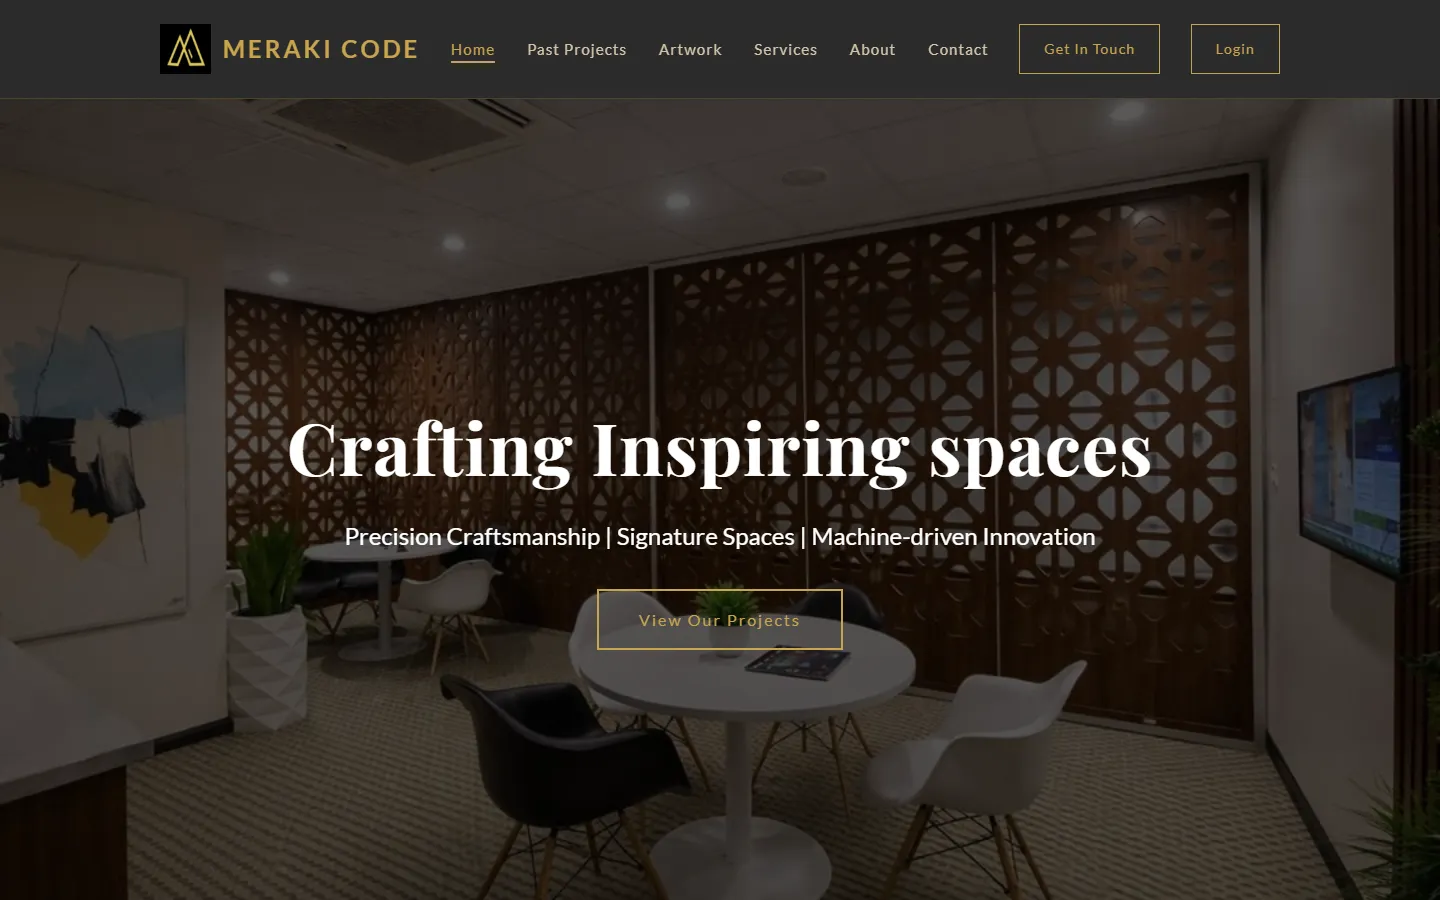 MERAKI CODE
Home
Past Projects
Artwork
Services
About
Contact
Get In Touch
Login
Crafting Inspiring spaces
Precision Craftsmanship | Signature Spaces | Machine-driven Innovation
View Our Projects